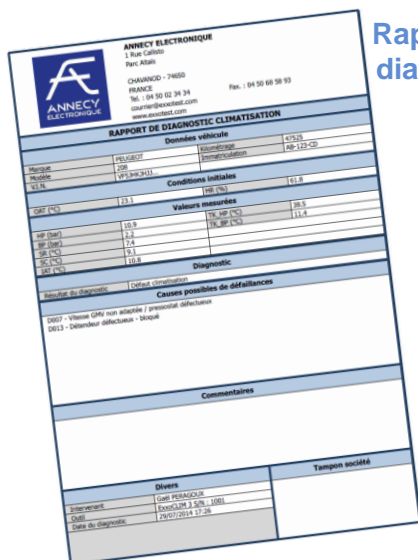 Rap
dia
ANNECY ELECTRONIQUE
1 Rue Callisto
Parc Altaïs
CHAVANOD - 74650
FRANCE
Tel. : 04 50 02 34 34 Fax. : 04 50 68 58 93
courrier@exxotest.com
www.exxotest.com
ANNECY
ELECTRONIQUE
RAPPORT DE DIAGNOSTIC CLIMATISATION
Données véhicule
Marque PEUGEOT Kilométrage 47525
Modèle 208 Immatriculation AB-123-CD
V.I.N. VF3JHKJHJJ...
Conditions initiales
OAT (°C) 23.1 HR (%) 61.8
Valeurs mesurées
HP (bar) 10.9 TK_HP (°C) 38.5
BP (bar) 2.2 TK_BP (°C) 11.4
SR (°C) 7.4
SC (°C) 9.1
IAT (°C) 10.8
Diagnostic
Résultat du diagnostic Défaut climatisation
Causes possibles de défaillances
D007 - Vitesse GMV non adaptée / pressostat défectueux
D013 - Détendeur défectueux - bloqué
Commentaires
Divers Tampon société
Intervenant Gaël PERAGOUX
Outil ExxoCLIM 3 S/N : 1001
Date du diagnostic 29/07/2014 17:26